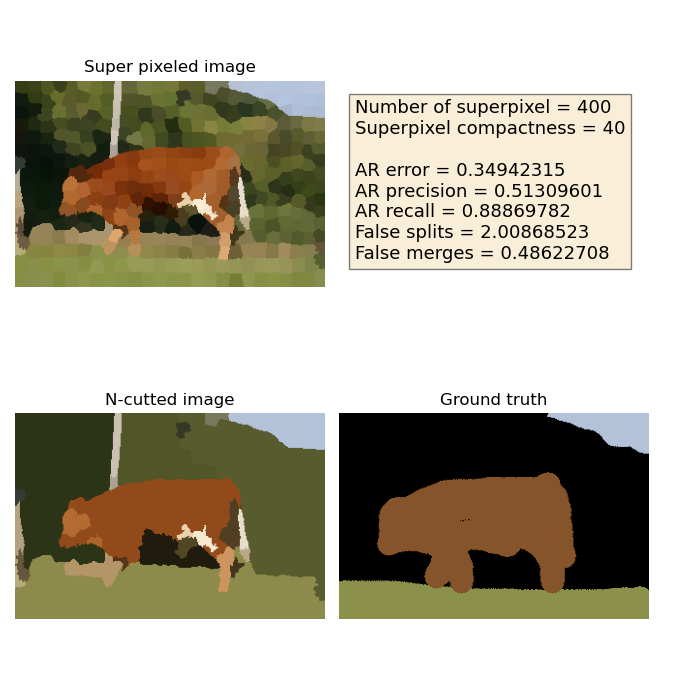 Super pixeled image
Number of superpixel = 400
Superpixel compactness = 40
AR error = 0.34942315
AR precision = 0.51309601
AR recall = 0.88869782
False splits = 2.00868523
False merges = 0.48622708
N-cutted image
Ground truth